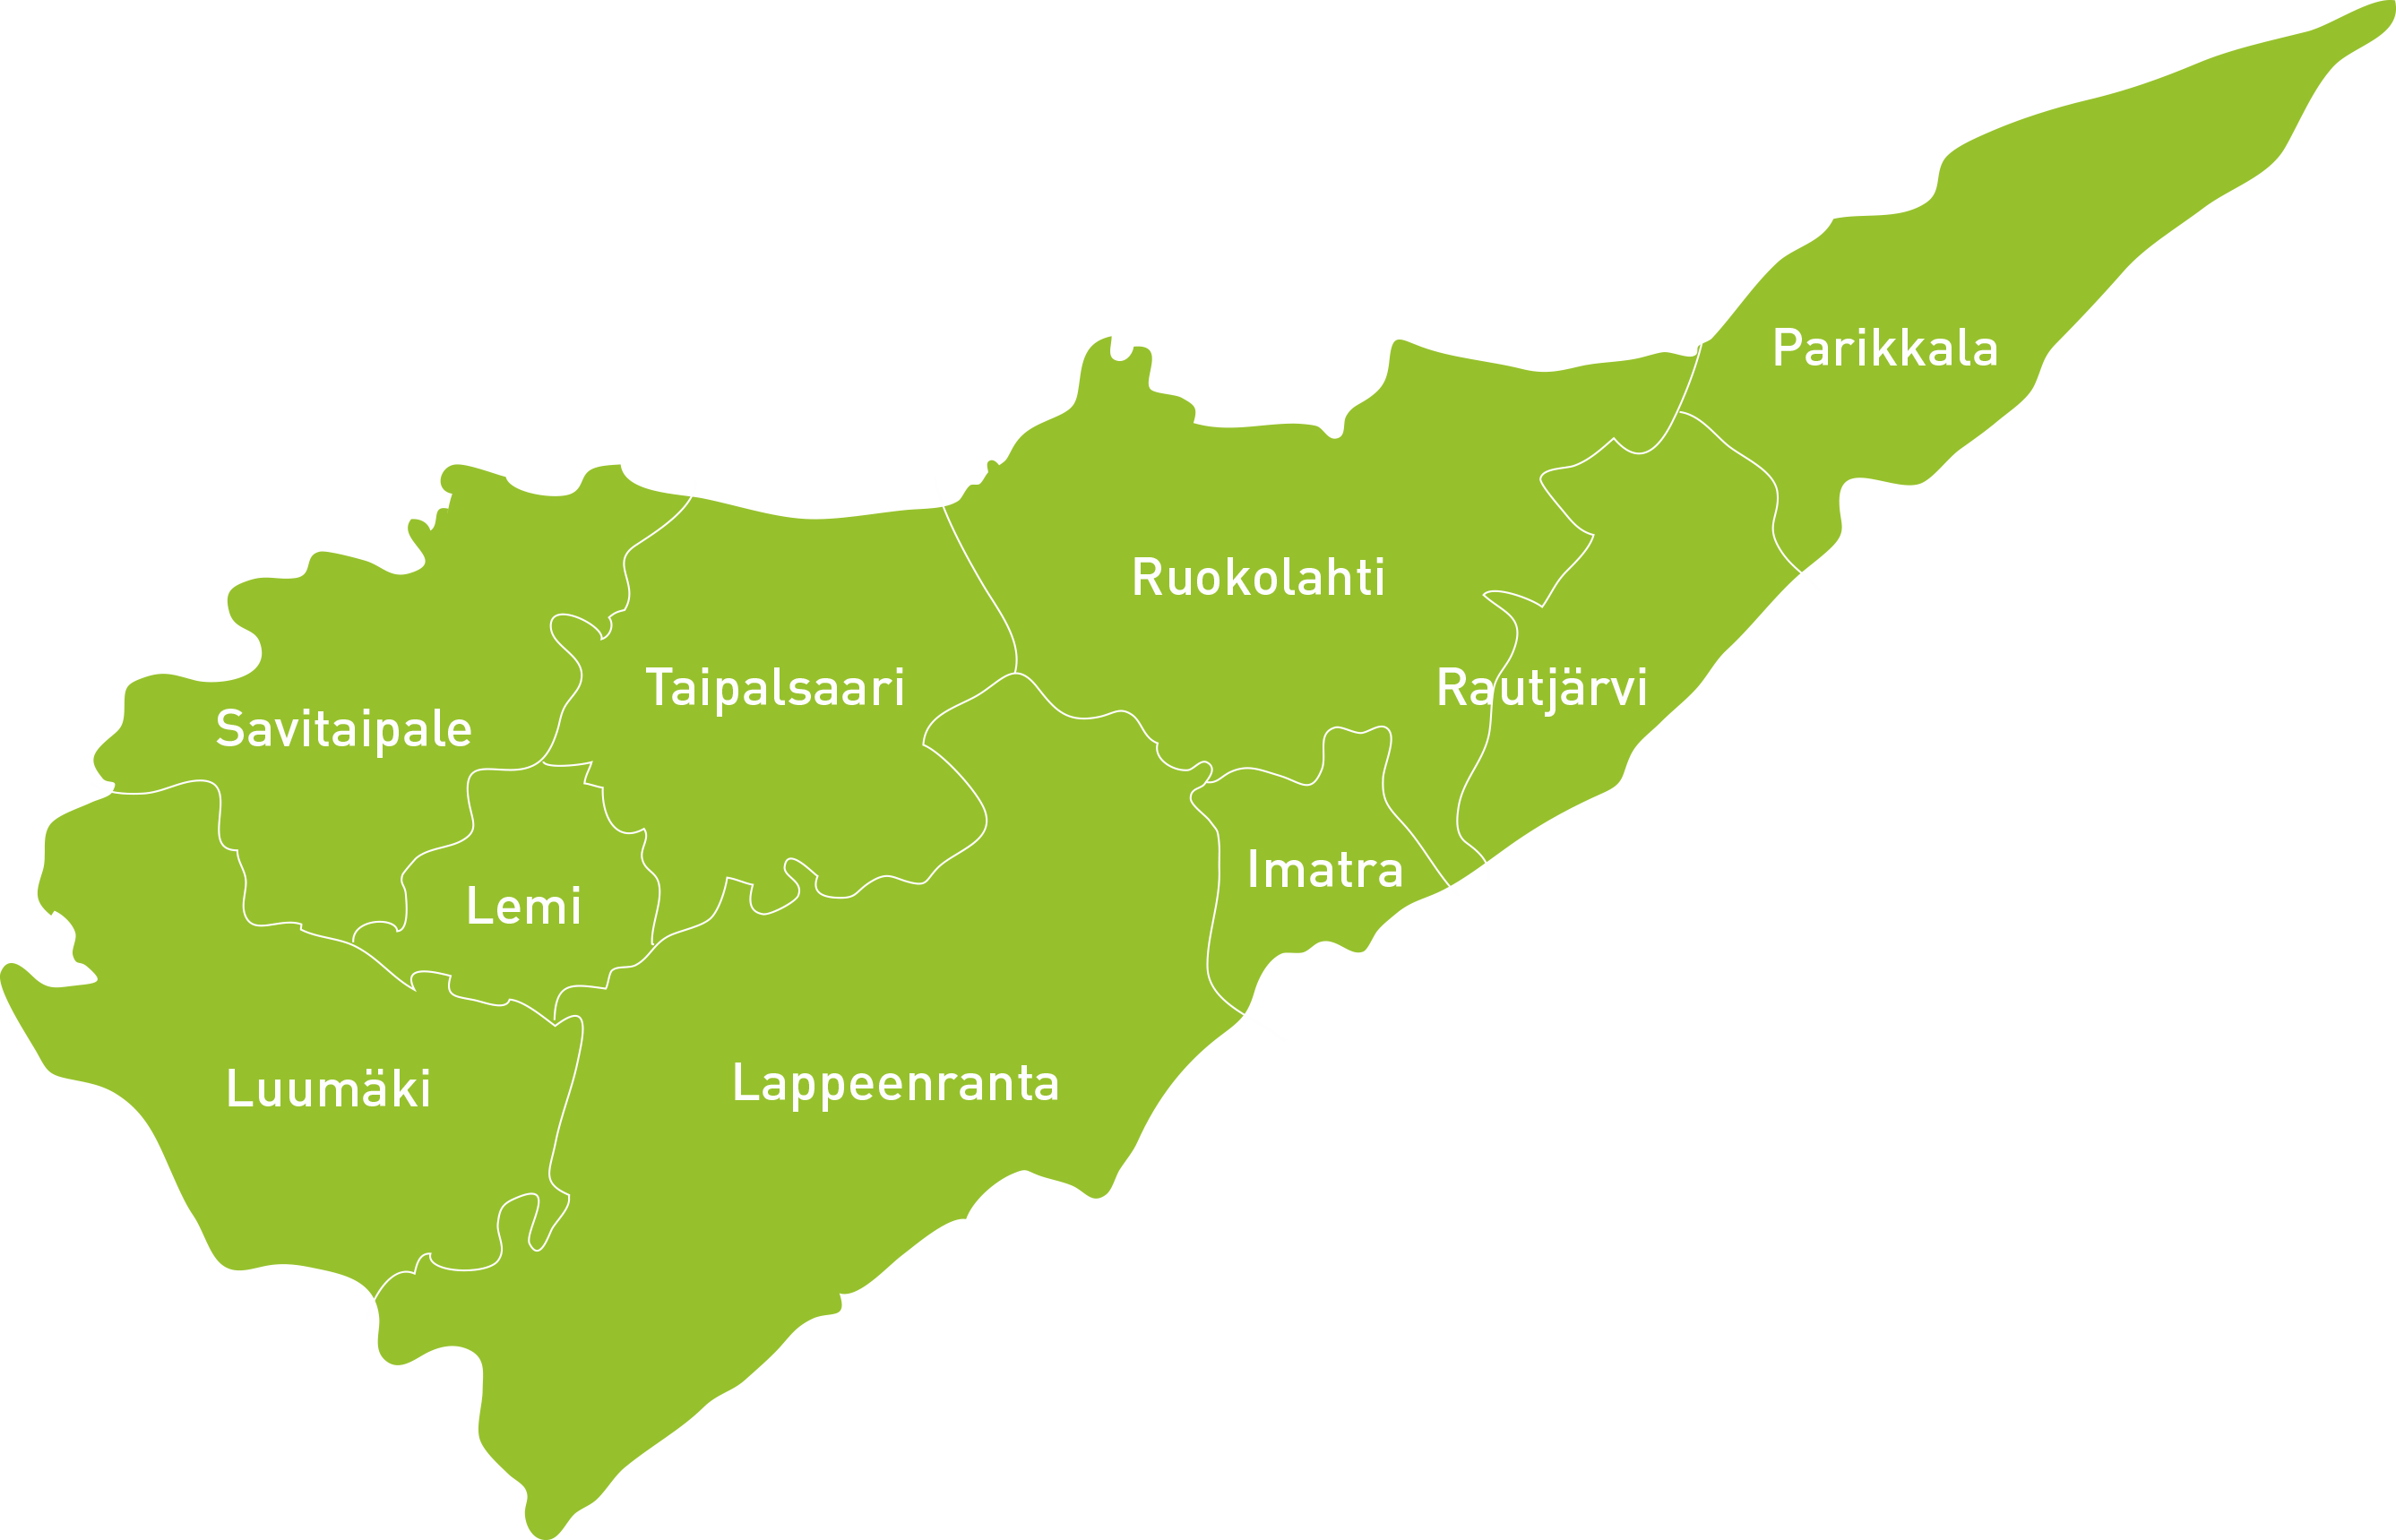 Parikkala
Ruokolahti
Taipalsaari
Rautjärvi
Savitaipale
Imatra
Lemi
Lappeenranta
Luumäki